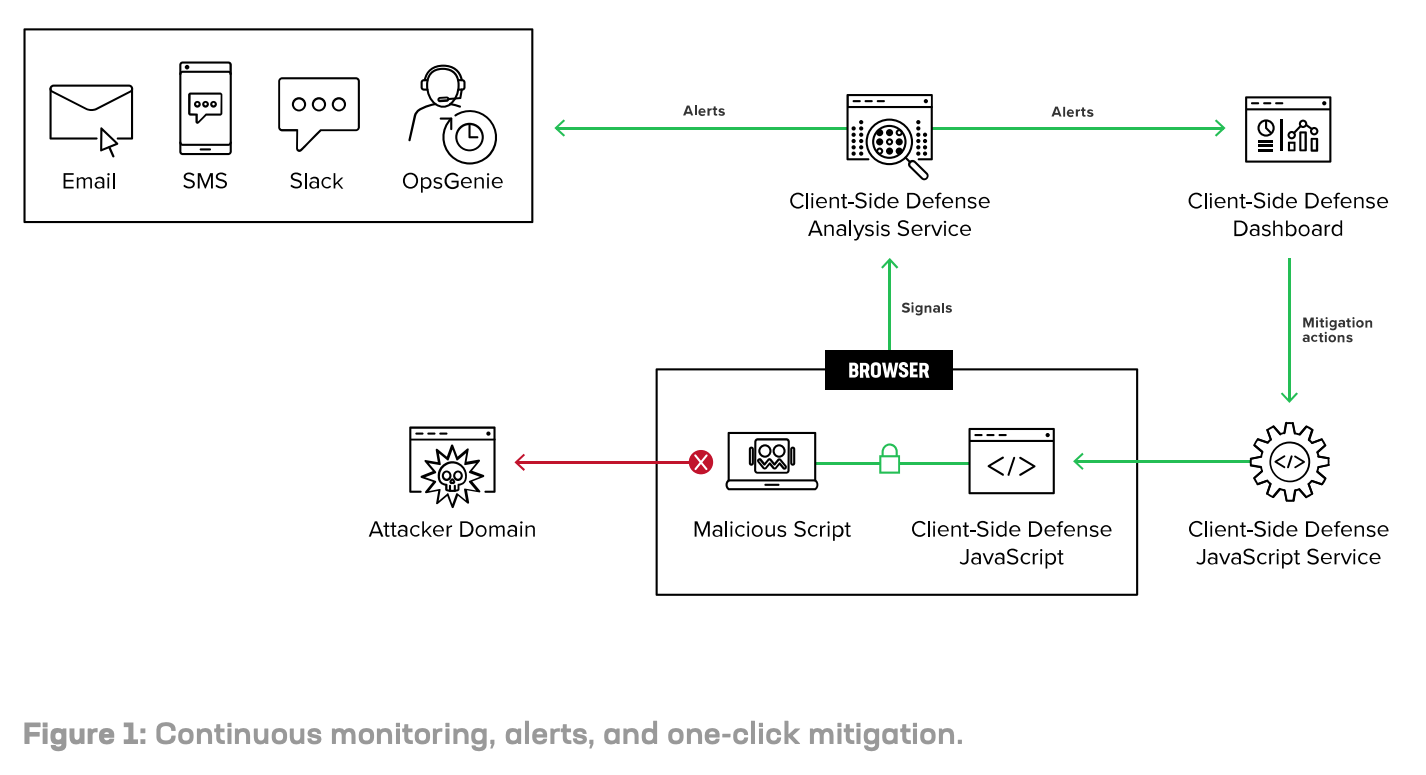 Email
SMS
Slack
OpsGenie
Alerts
Client-Side Defense
Analysis Service
Alerts
Client-Side Defense
Dashboard
Signals
Mitigation
actions
BROWSER
Attacker Domain
Malicious Script
</>
Client-Side Defense
JavaScript
</>
Client-Side Defense
JavaScript Service
Figure 1: Continuous monitoring, alerts, and one-click mitigation.